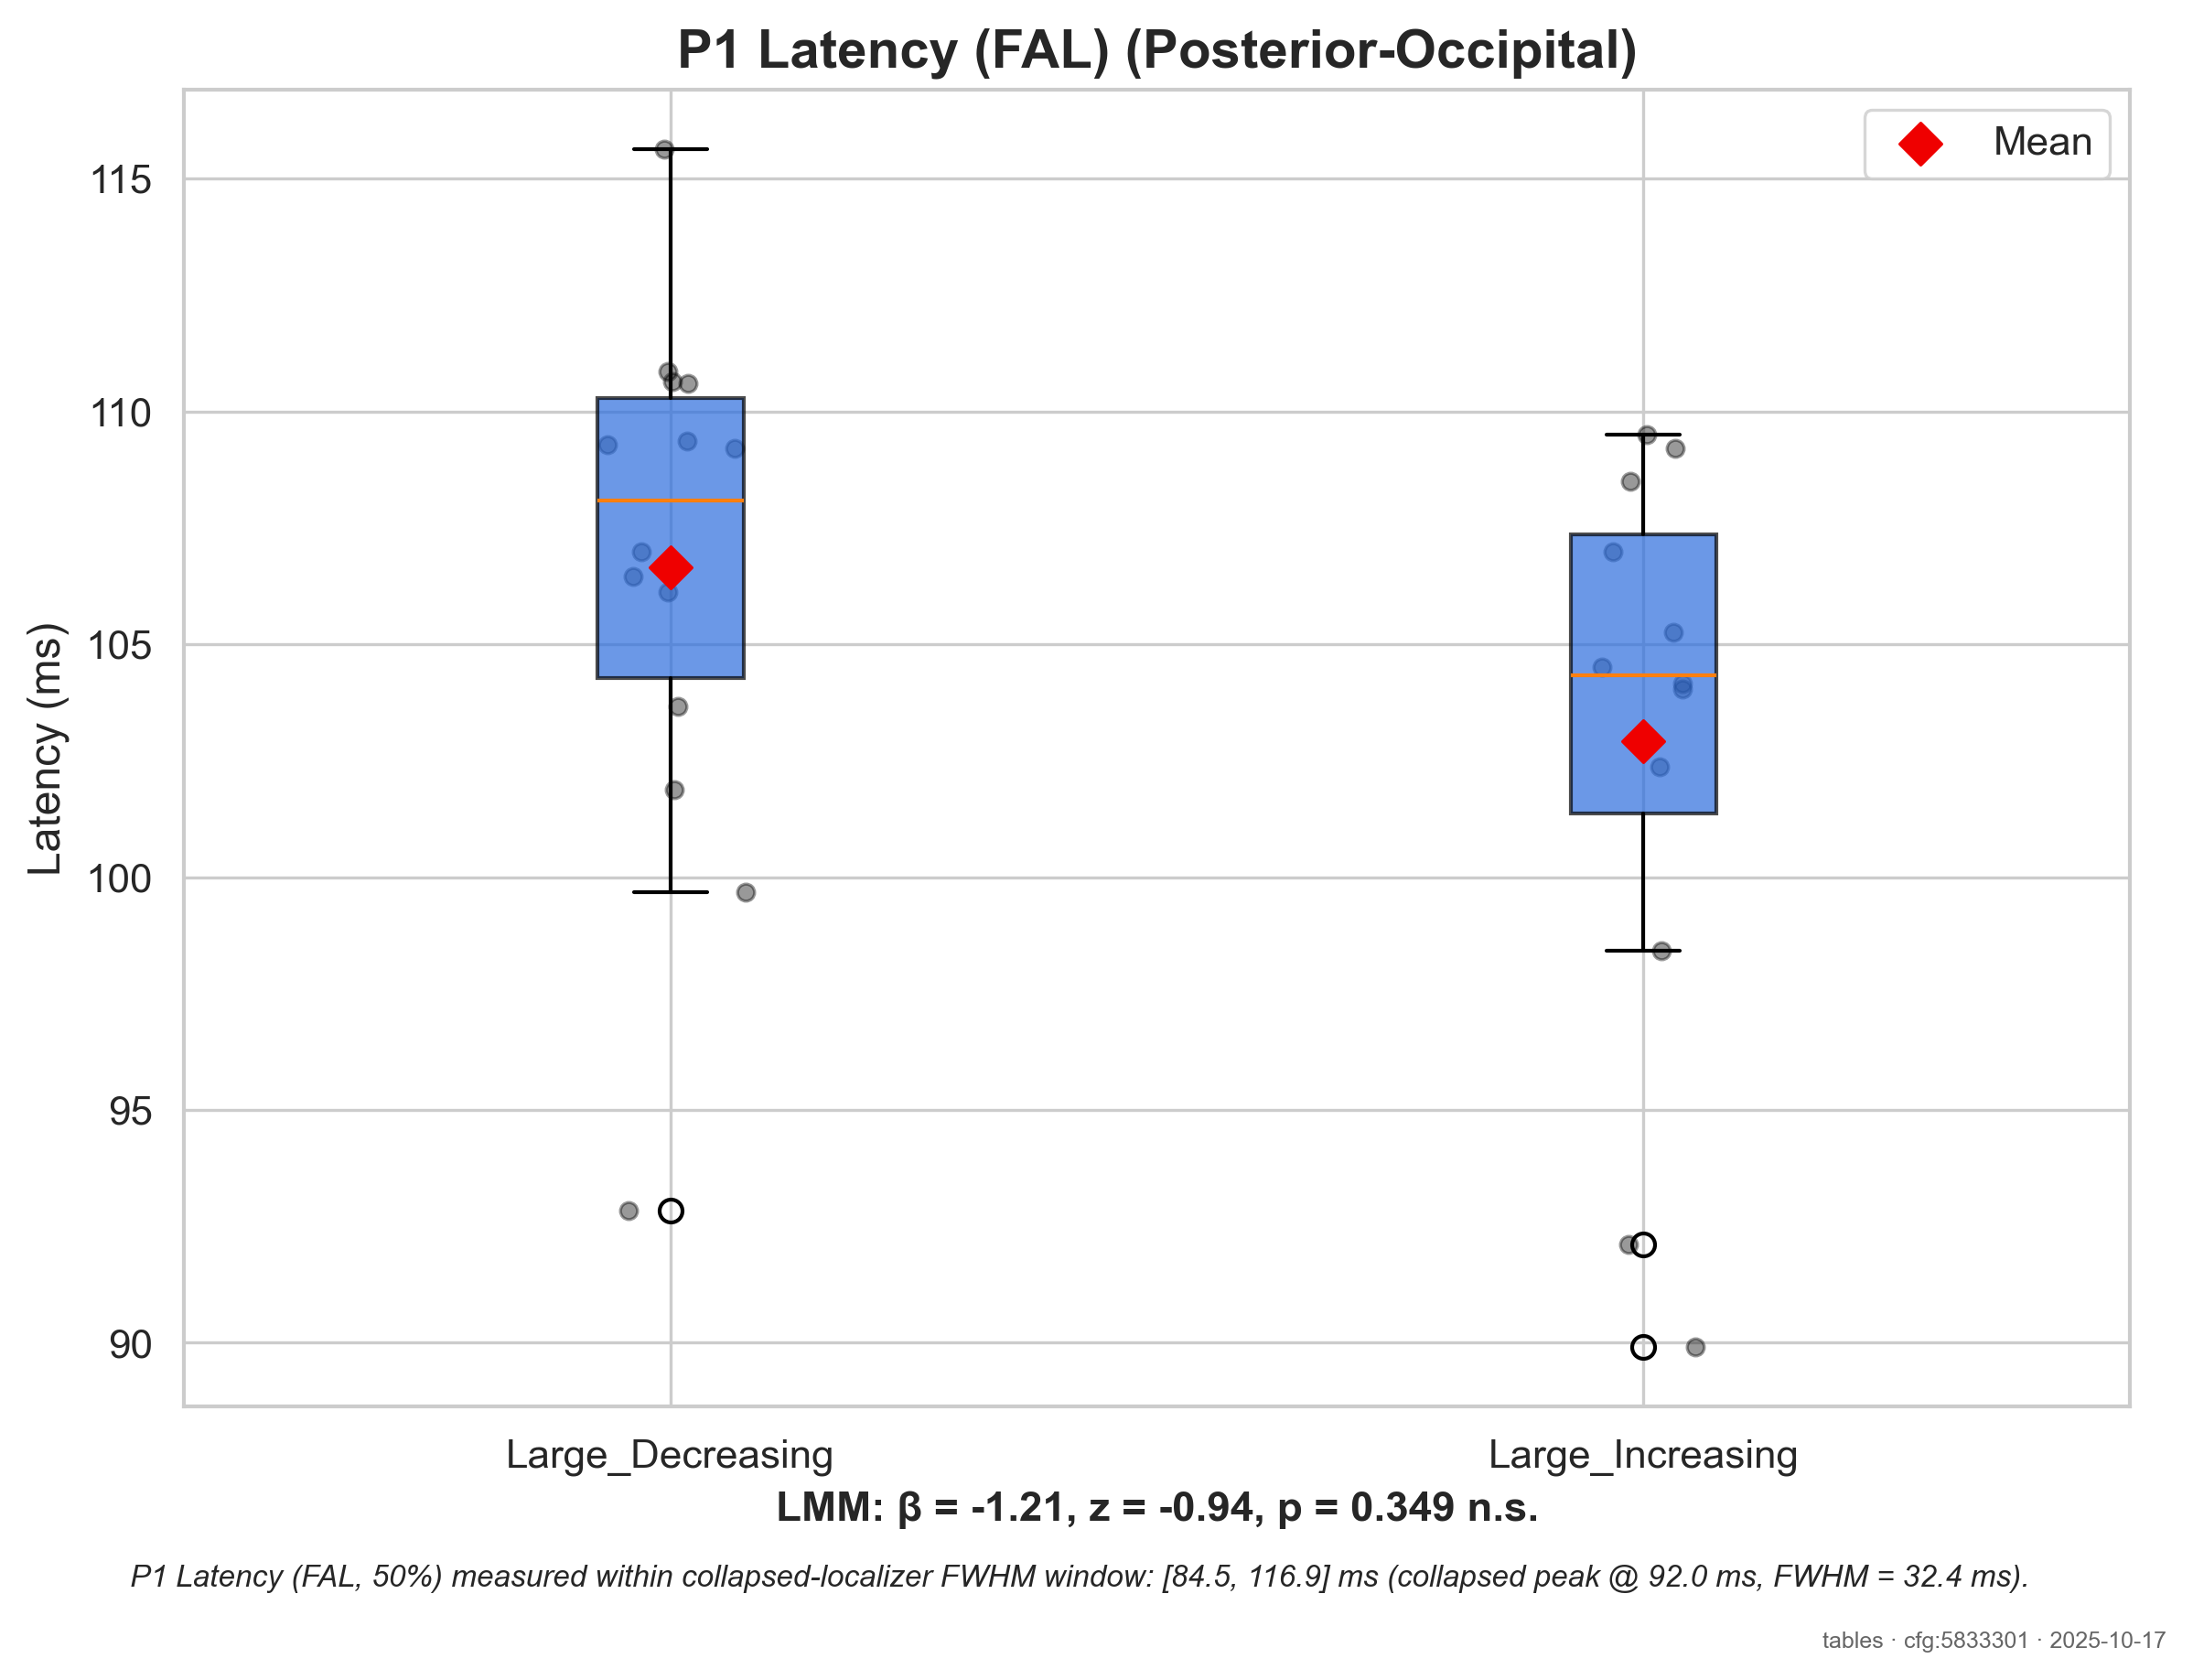 P1 Latency (FAL) (Posterior-Occipital)
Mean
Latency (ms)
115
110
105
100
95
90
Large_Decreasing
Large_Increasing
LMM: β = -1.21, z = -0.94, p = 0.349 n.s.
P1 Latency (FAL, 50%) measured within collapsed-localizer FWHM window: [84.5, 116.9] ms (collapsed peak @ 92.0 ms, FWHM = 32.4 ms).
tables · cfg:5833301 · 2025-10-17